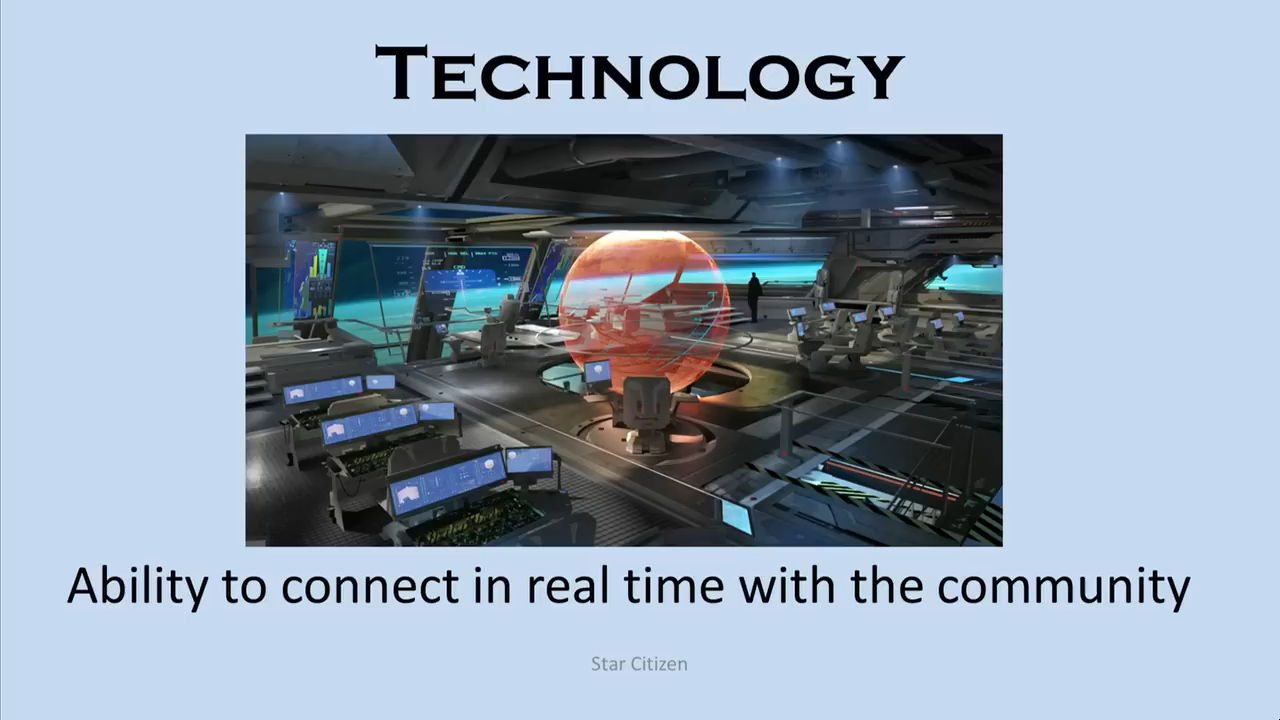 Technology
Ability to connect in real time with the community
Star Citizen